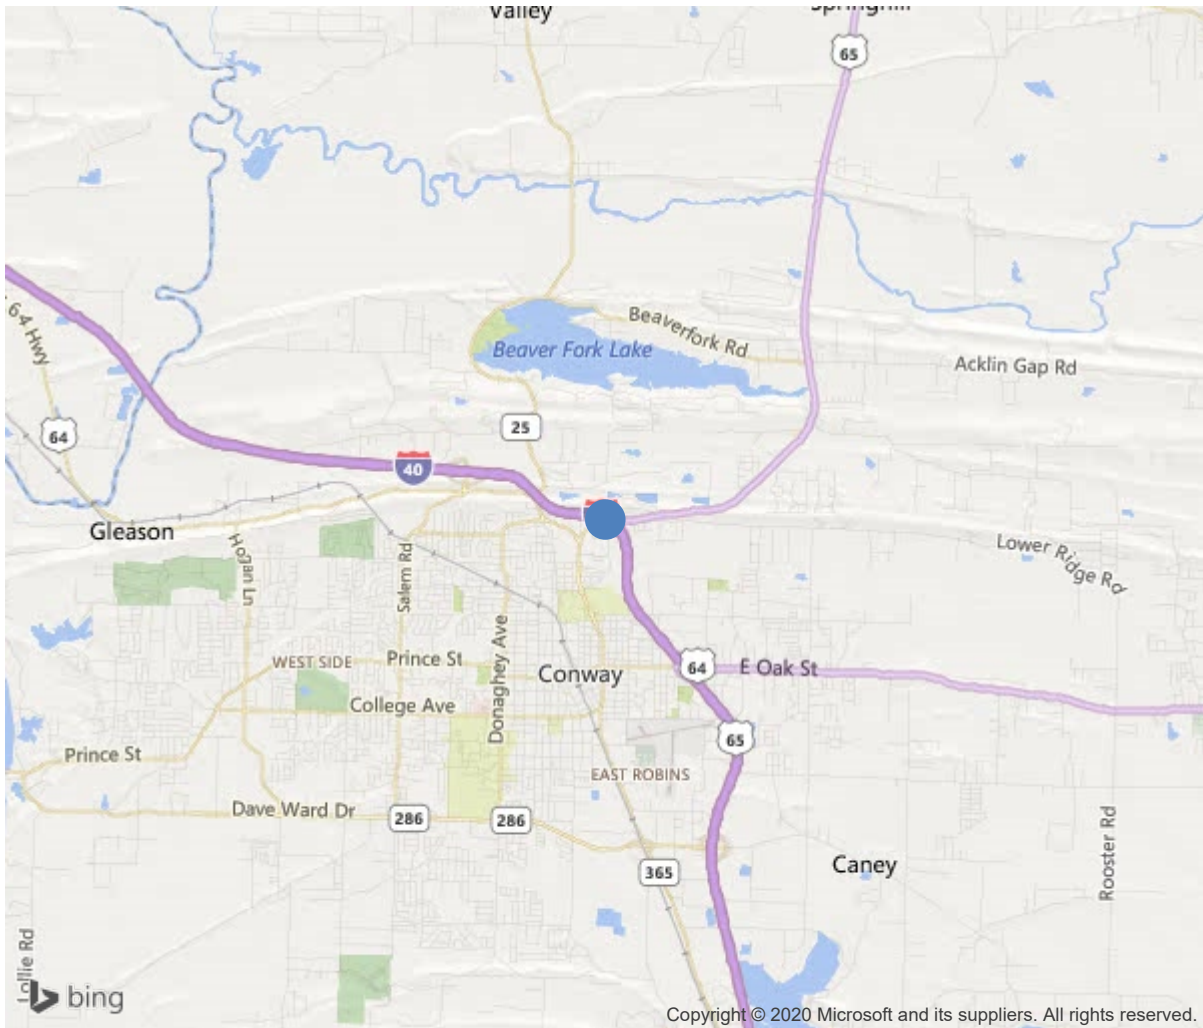 Valley
Springhill
65
64 Hwy
Beaverfork Rd
Beaver Fork Lake
Acklin Gap Rd
25
64
40
Gleason
Hogan Ln
Salem Rd
Lower Ridge Rd
Donaghey Ave
WEST SIDE
Prince St
Conway
64
E Oak St
College Ave
65
Prince St
EAST ROBINS
Dave Ward Dr
286
286
Rooster Rd
Caney
365
Lollie Rd
bing
Copyright © 2020 Microsoft and its suppliers. All rights reserved.